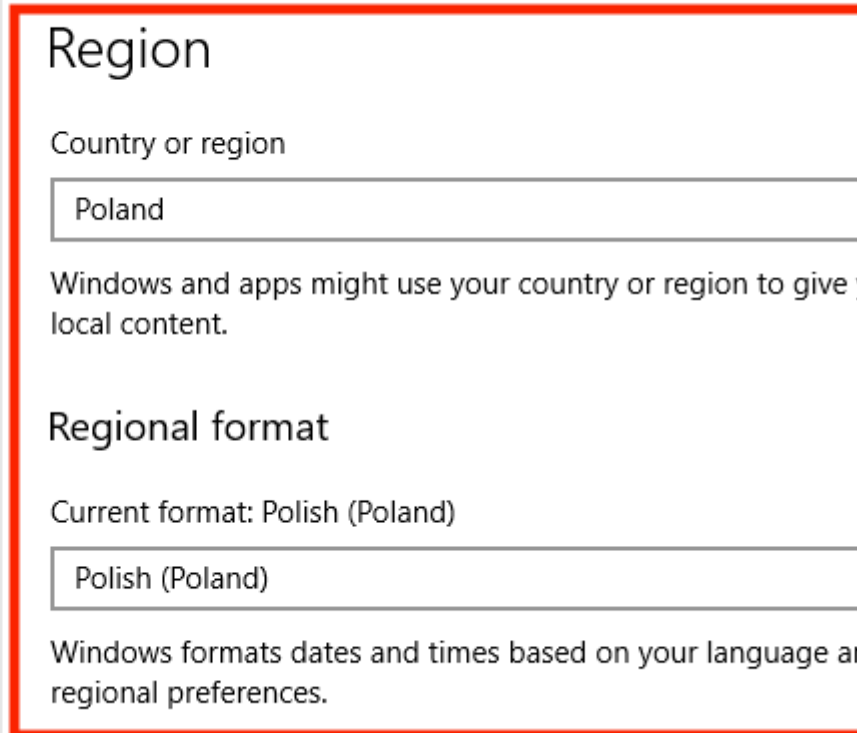 Region
Country or region
Poland
Windows and apps might use your country or region to give
local content.
Regional format
Current format: Polish (Poland)
Polish (Poland)
Windows formats dates and times based on your language
regional preferences.